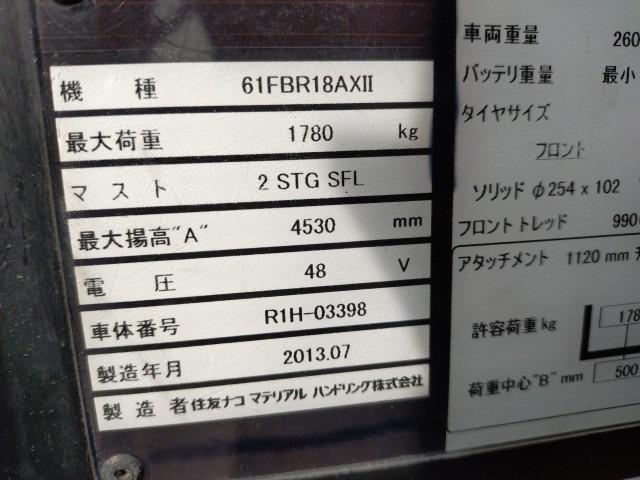 機種 61FBR18AXII
最大荷重 1780 kg
マスト 2 STG SFL
最大揚高"A" 4530 mm
電圧 48 V
車体番号 R1H-03398
製造年月 2013.07
製造者 住友ナコ マテリアル ハンドリング株式会社
車両重量 260
バッテリ重量 最小
タイヤサイズ
フロント
ソリッド φ254 x 102
フロント トレッド 990
アタッチメント 1120 mm
許容荷重 kg 178
荷重中心"B" mm 500